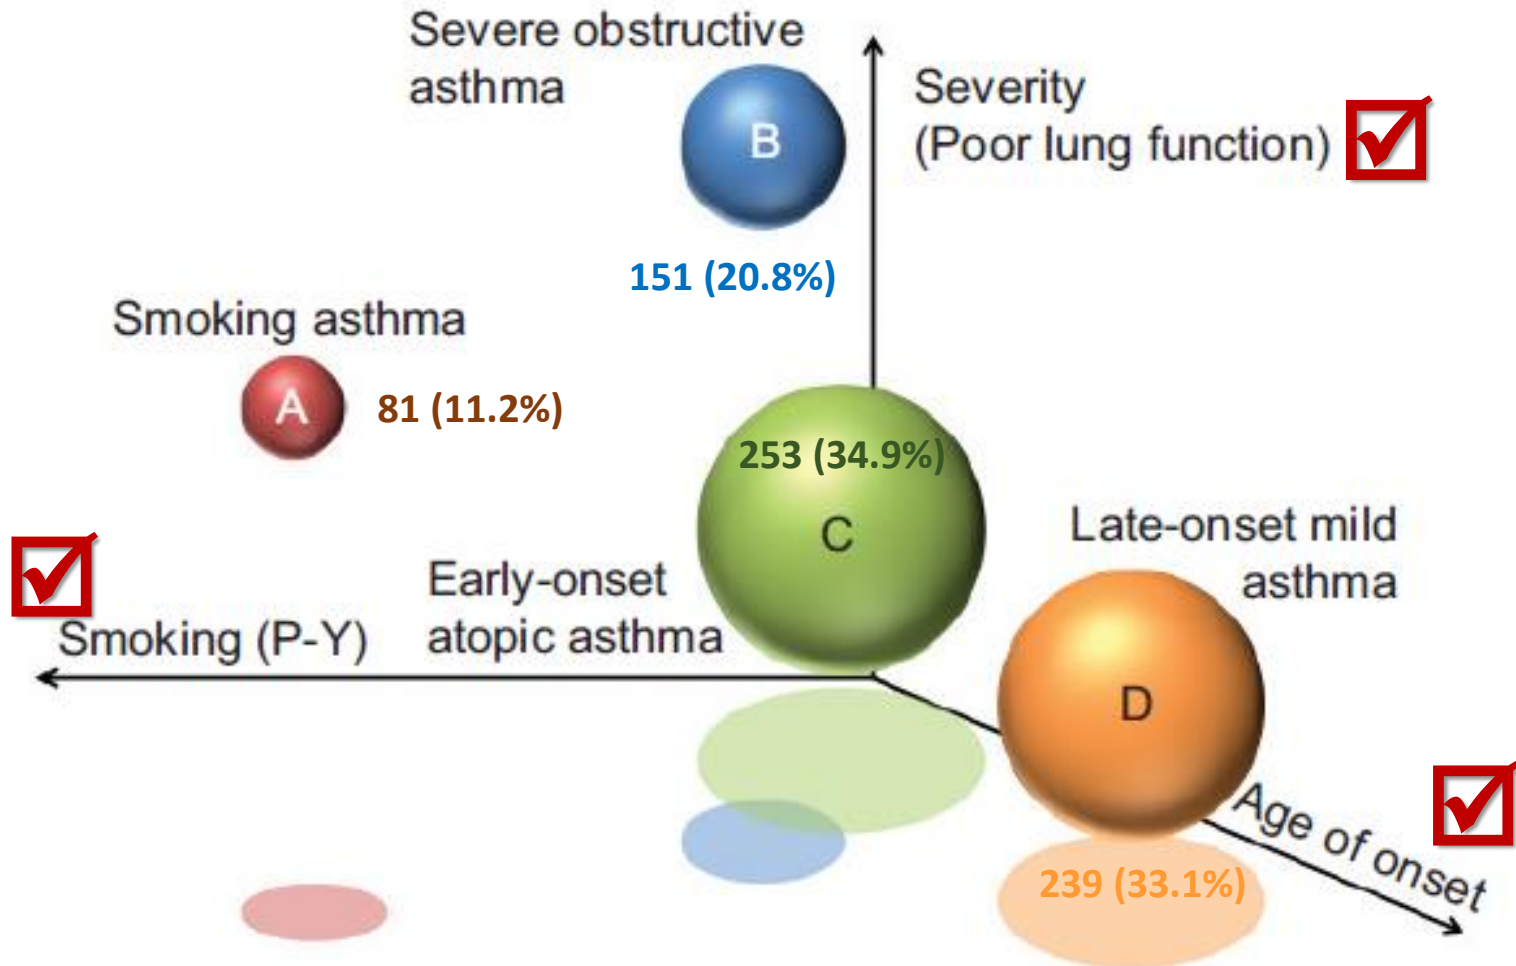 Severe obstructive
asthma
B
151 (20.8%)
Severity
(Poor lung function)
Smoking asthma
A
81 (11.2%)
253 (34.9%)
C
Early-onset
atopic asthma
Smoking (P-Y)
Late-onset mild
asthma
D
239 (33.1%)
Age of onset